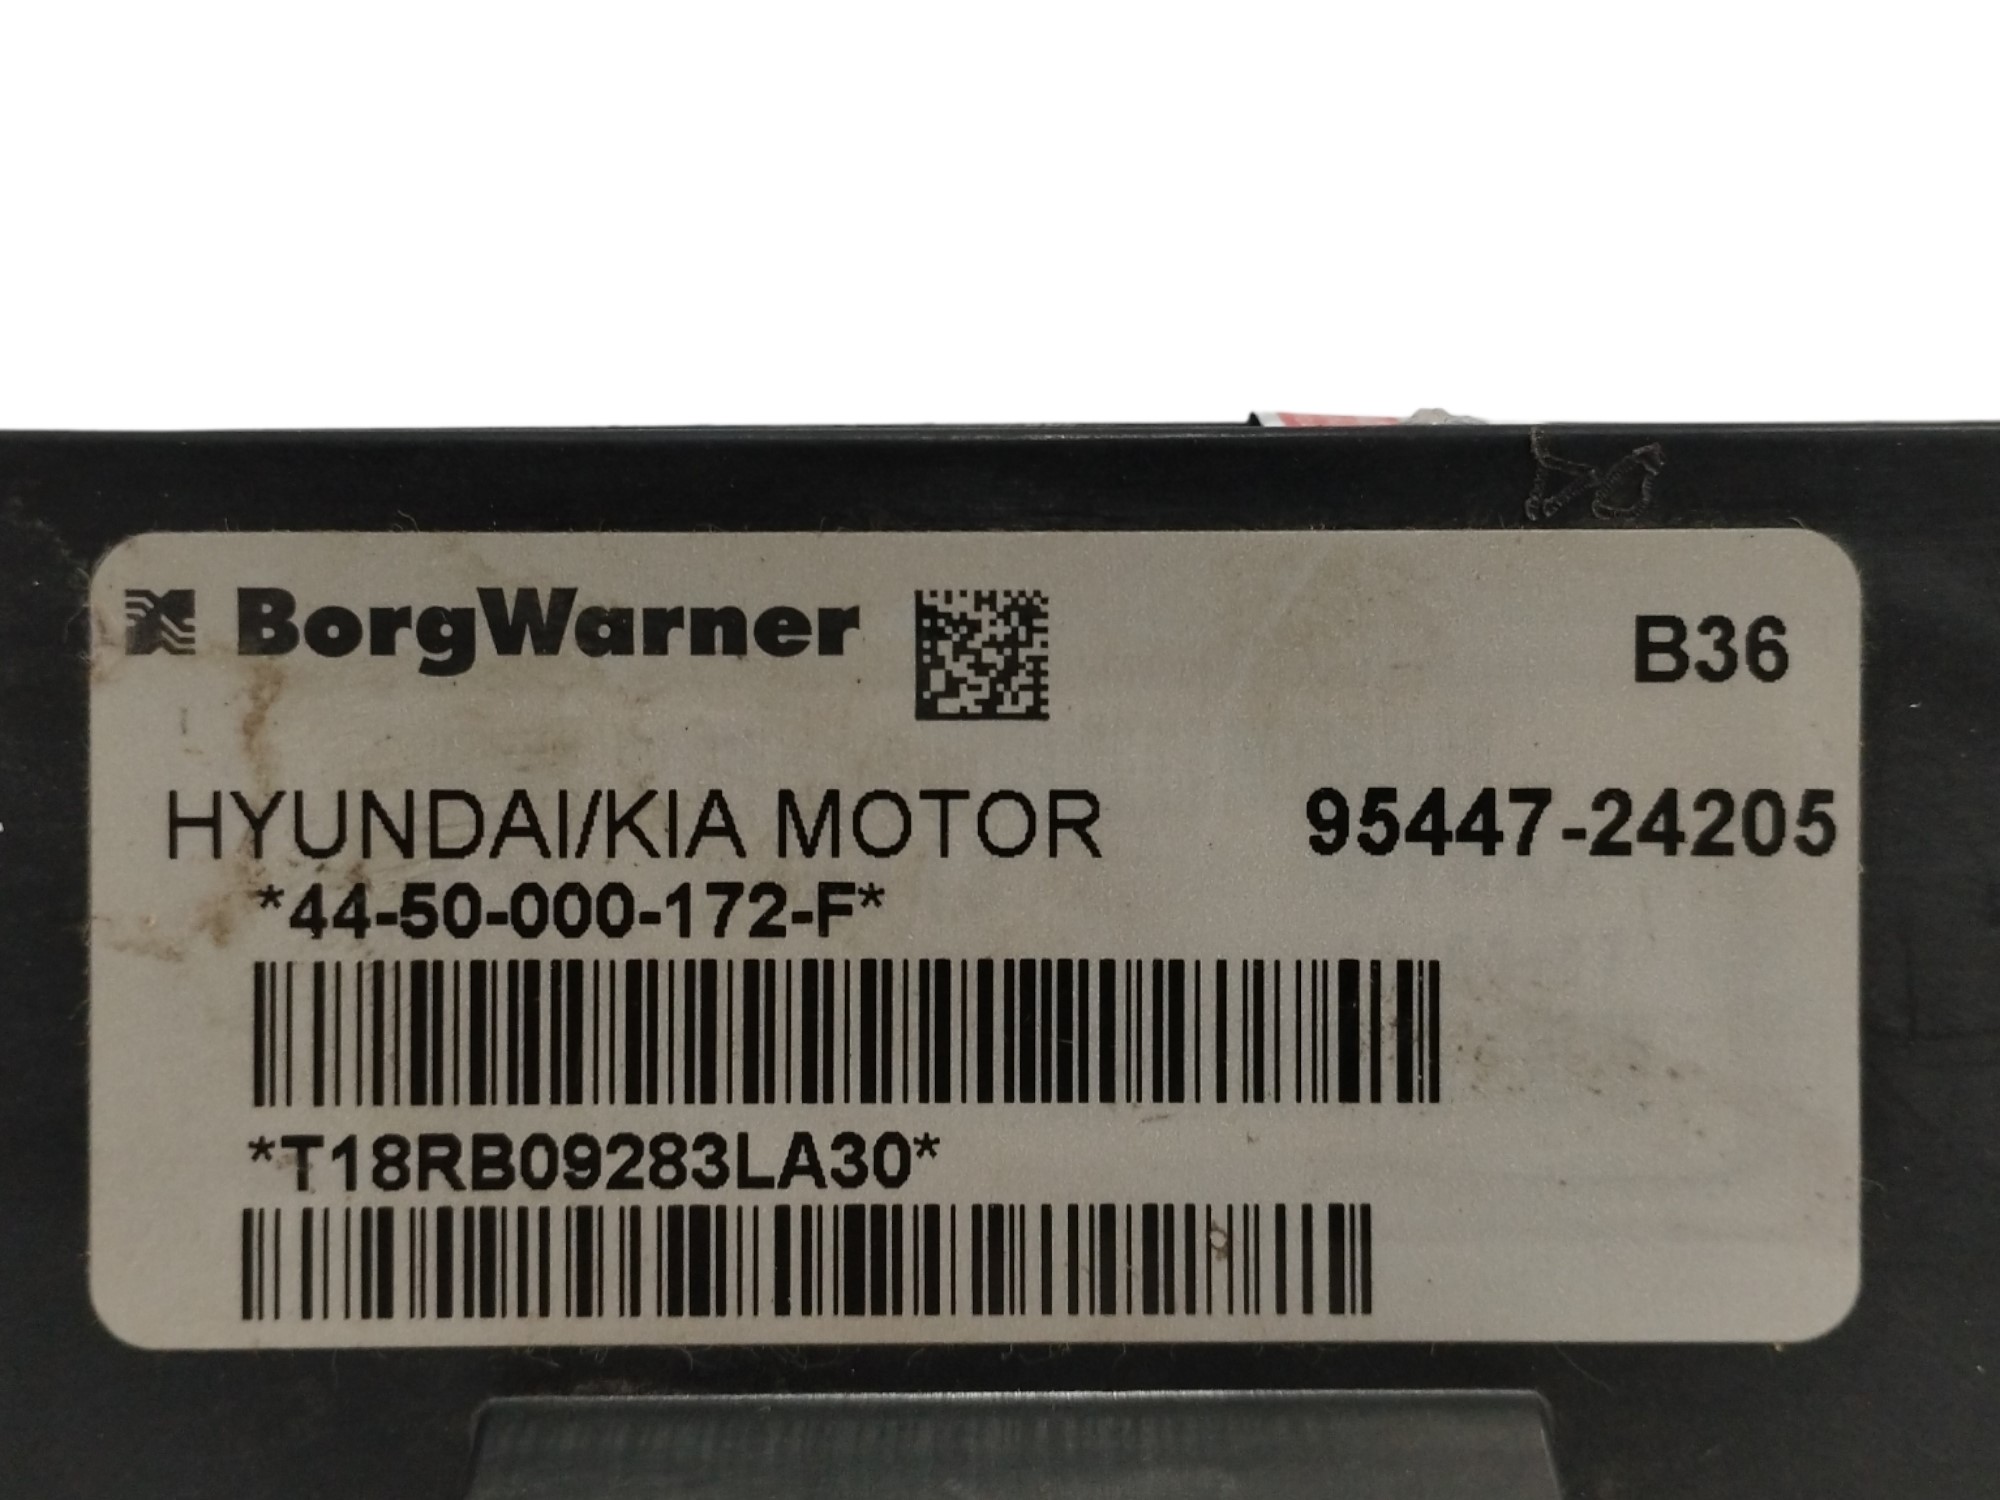 BorgWarner
B36
HYUNDAI/KIA MOTOR 95447-24205
*44-50-000-172-F*
*T18RB09283LA30*